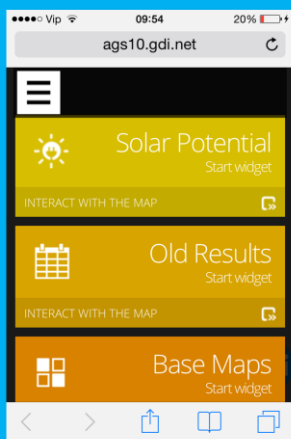 Vip 09:54 20%
ags10.gdi.net
Solar Potential
Start widget
INTERACT WITH THE MAP
Old Results
Start widget
INTERACT WITH THE MAP
Base Maps
Start widget